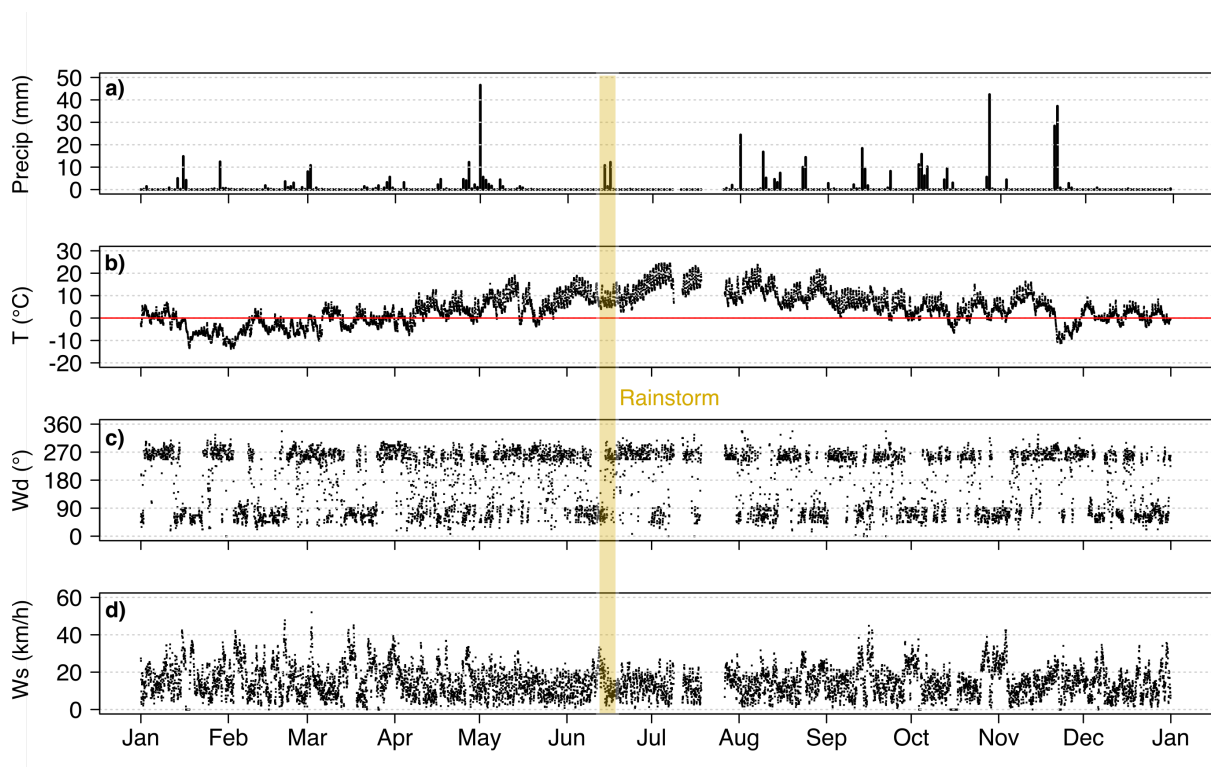 a)
Precip (mm)
50
40
30
20
10
0
b)
T (°C)
30
20
10
0
-10
-20
Rainstorm
c)
Wd (°)
360
270
180
90
0
d)
Ws (km/h)
60
40
20
0
Jan Feb Mar Apr May Jun Jul Aug Sep Oct Nov Dec Jan